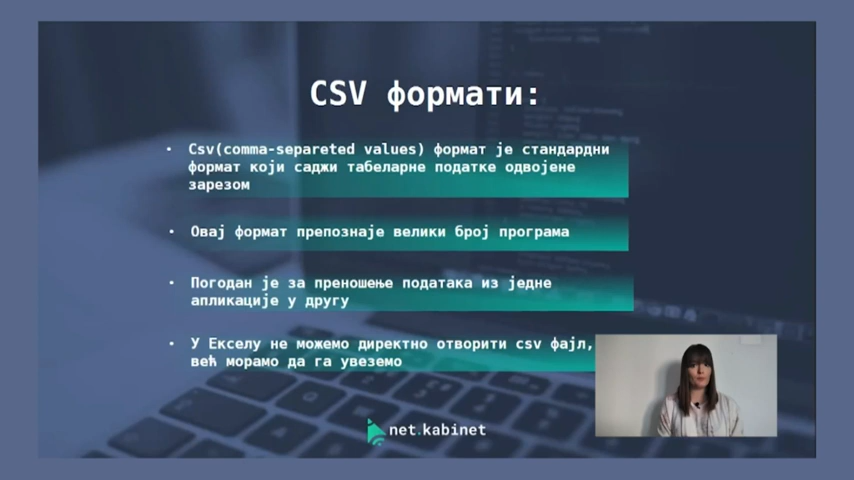 CSV формати:
Csv(comma-separeted values) формат је стандардни
формат који саджи табеларне податке одвојене
зарезом
Овај формат препознаје велики број програма
Погодан је за преношење података из једне
апликације у другу
У Екселу не можемо директно отворити csv фајл,
већ морамо да га увеземо
net.kabinet